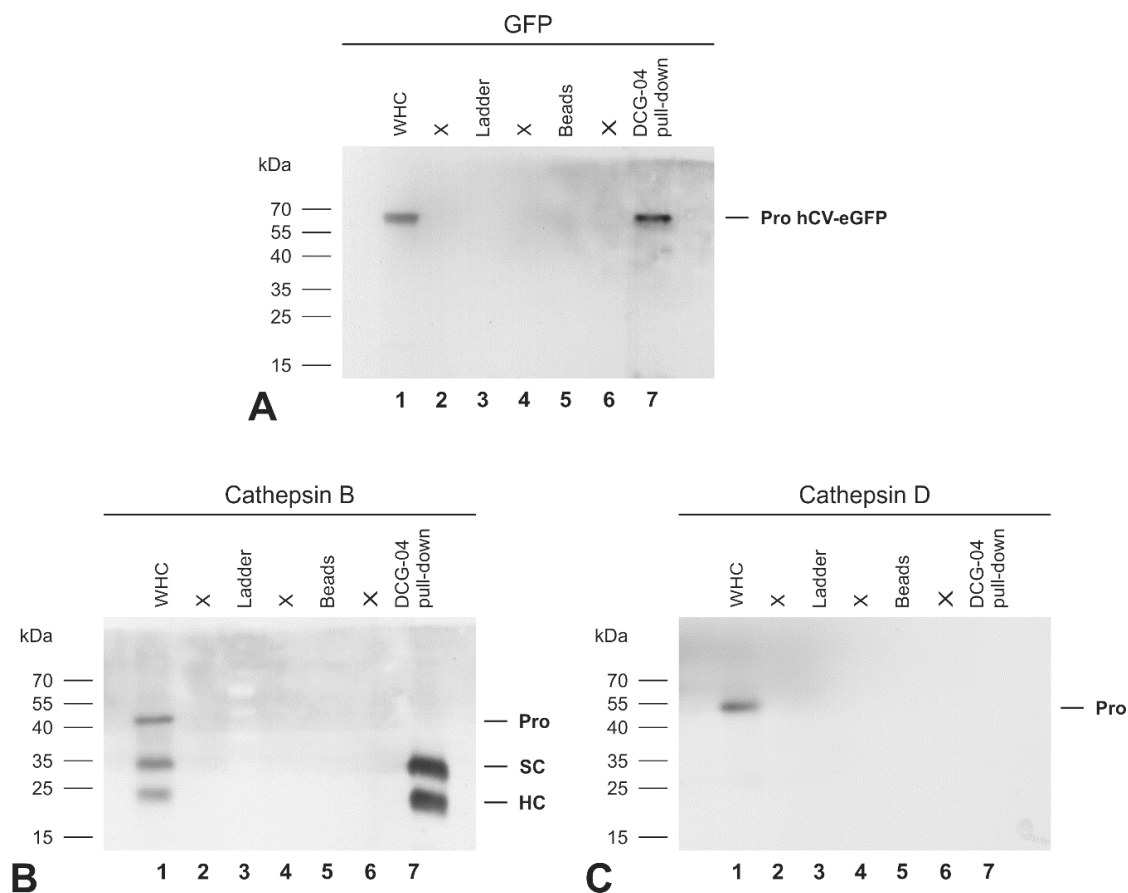 GFP
WHC
X
Ladder
X
Beads
X
DCG-04
pull-down
kDa
70
55
40
35
25
15
Pro hCV-eGFP
1 2 3 4 5 6 7
A
Cathepsin B
WHC
X
Ladder
X
Beads
X
DCG-04
pull-down
kDa
70
55
40
35
25
15
Pro
SC
HC
1 2 3 4 5 6 7
B
Cathepsin D
WHC
X
Ladder
X
Beads
X
DCG-04
pull-down
kDa
70
55
40
35
25
15
Pro
1 2 3 4 5 6 7
C